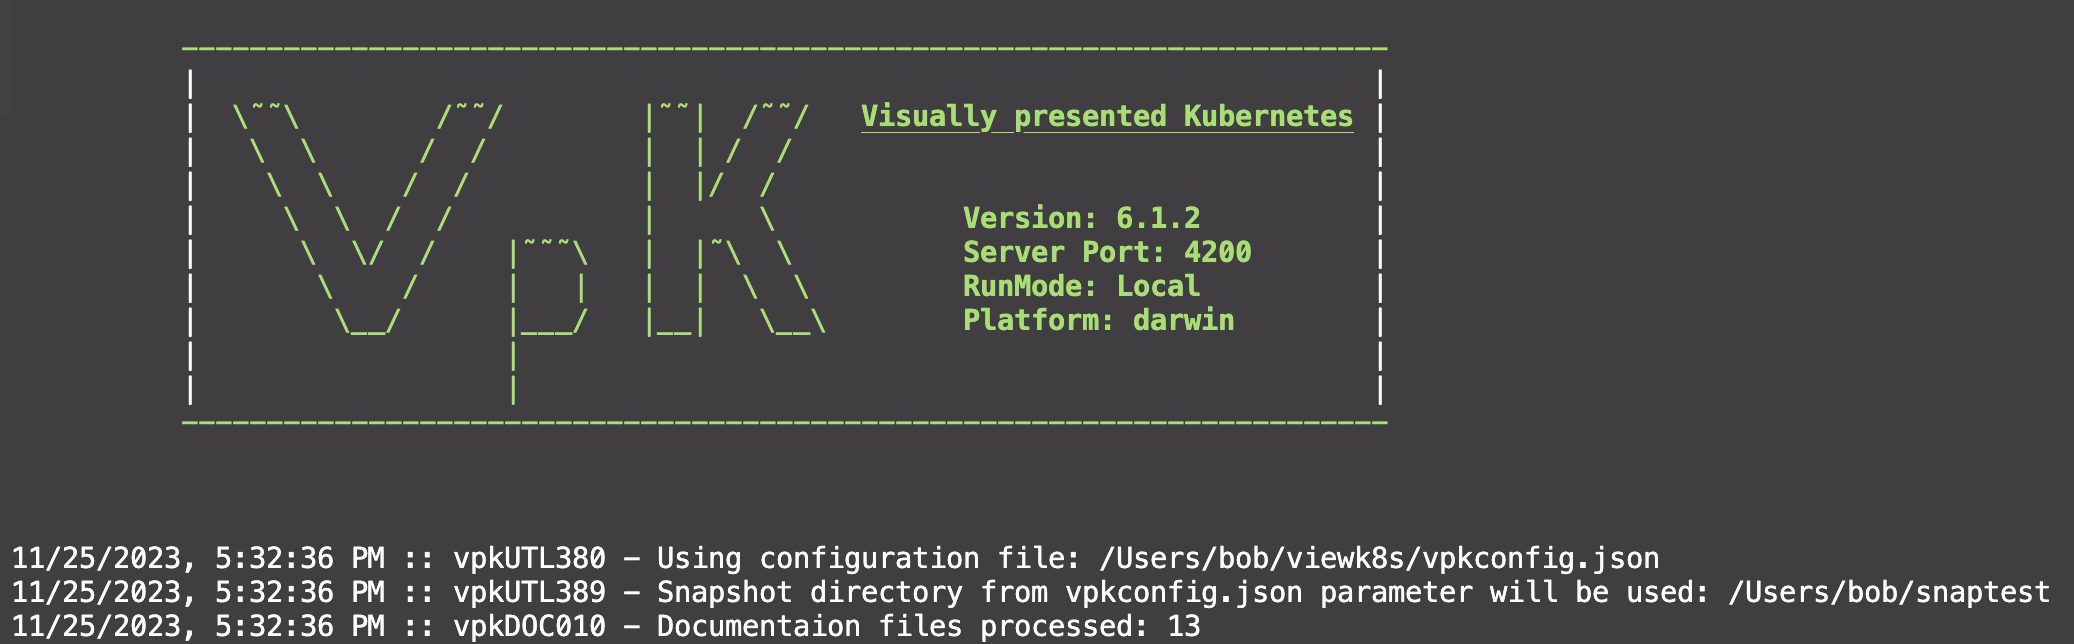 VpK
Visually presented Kubernetes
Version: 6.1.2
Server Port: 4200
RunMode: Local
Platform: darwin
11/25/2023, 5:32:36 PM :: vpkUTL380 – Using configuration file: /Users/bob/viewk8s/vpkconfig.json
11/25/2023, 5:32:36 PM :: vpkUTL389 – Snapshot directory from vpkconfig.json parameter will be used: /Users/bob/snaptest
11/25/2023, 5:32:36 PM :: vpkDOC010 – Documentaion files processed: 13